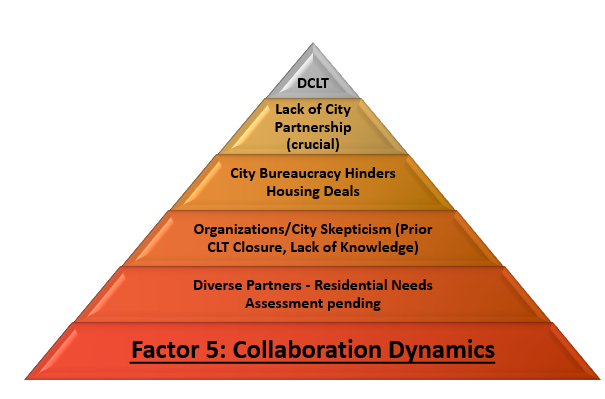 DCLT
Lack of City
Partnership
(crucial)
City Bureaucracy Hinders
Housing Deals
Organizations/City Skepticism (Prior
CLT Closure, Lack of Knowledge)
Diverse Partners - Residential Needs
Assessment pending
Factor 5: Collaboration Dynamics